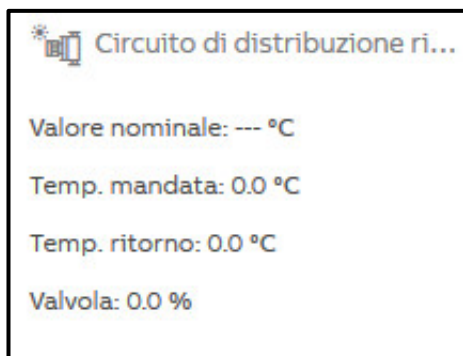 Circuito di distribuzione ri...
Valore nominale: --- °C
Temp. mandata: 0.0 °C
Temp. ritorno: 0.0 °C
Valvola: 0.0 %